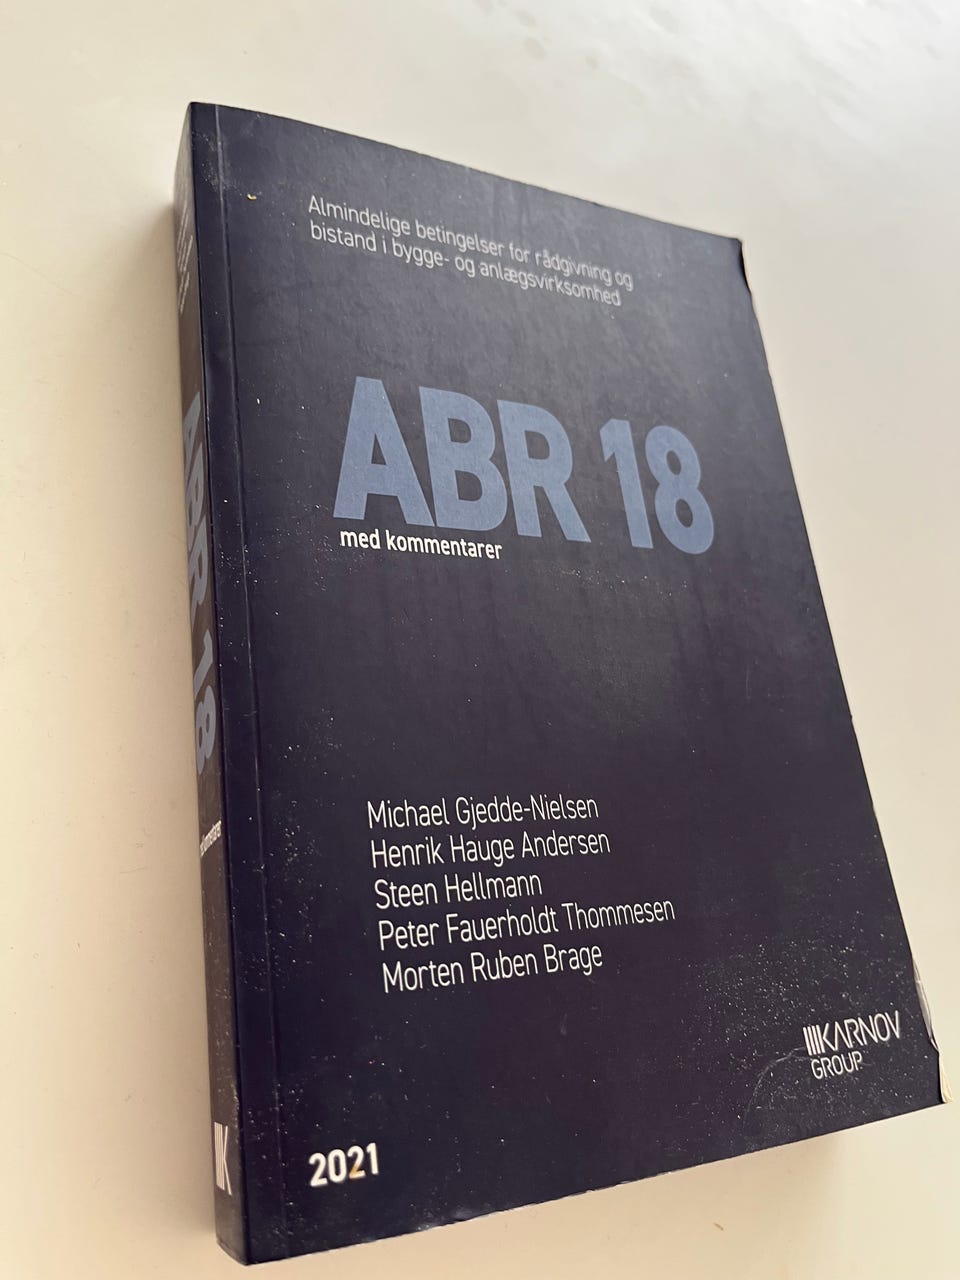 Almindelige betingelser for rådgivning og
bistand i bygge- og anlægsvirksomhed
ABR 18
med kommentarer
Michael Gjedde-Nielsen
Henrik Hauge Andersen
Steen Hellmann
Peter Fauerholdt Thommesen
Morten Ruben Brage
KARNOV
GROUP
2021
ABR 18
kommentarer
K